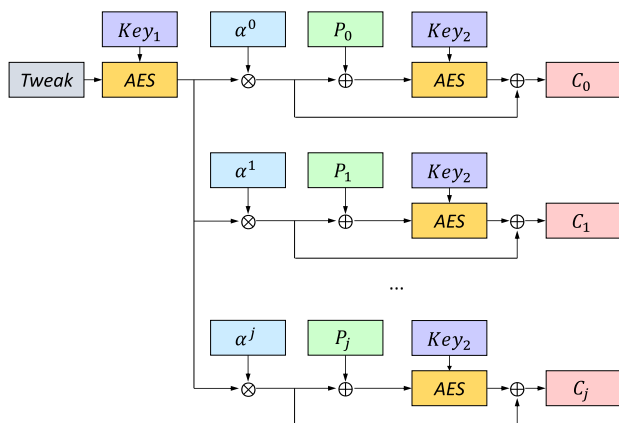 Key₁ α⁰ P₀ Key₂
Tweak AES ⊗ ⊕ AES ⊕ C₀
α¹ P₁ Key₂
⊗ ⊕ AES ⊕ C₁
...
αʲ Pⱼ Key₂
⊗ ⊕ AES ⊕ Cⱼ